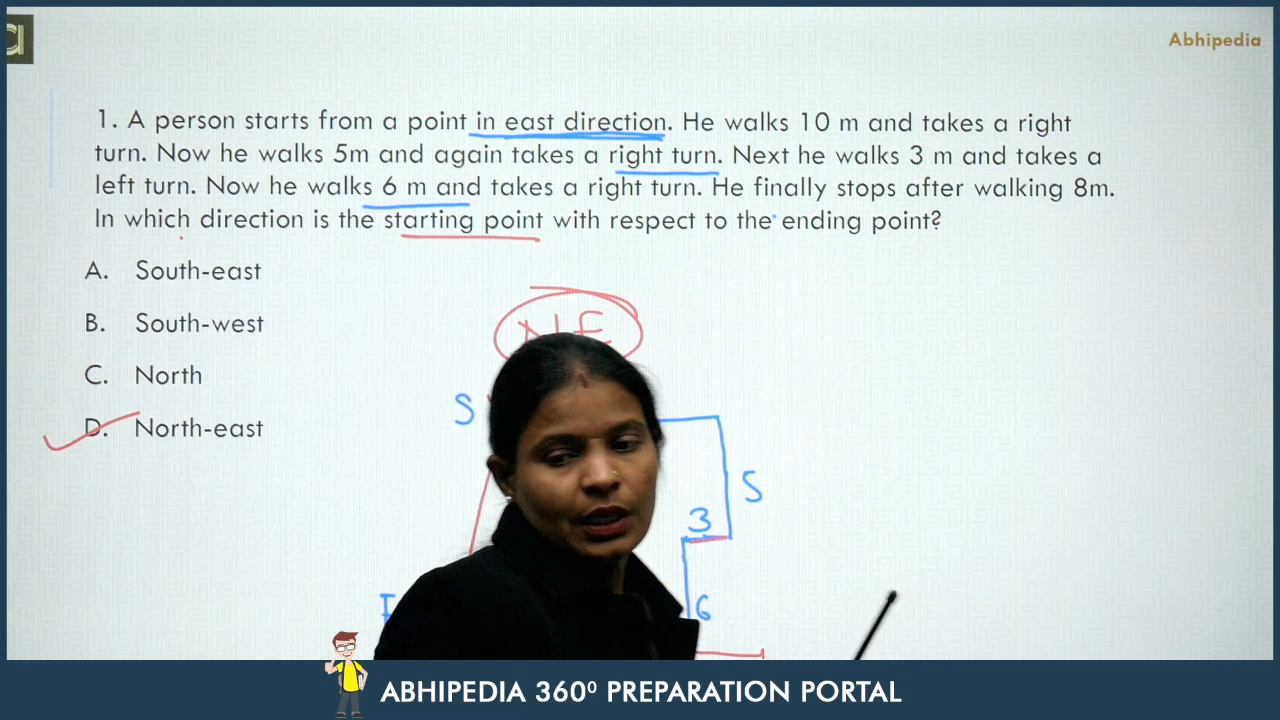 Abhipedia
1. A person starts from a point in east direction. He walks 10 m and takes a right
turn. Now he walks 5m and again takes a right turn. Next he walks 3 m and takes a
left turn. Now he walks 6 m and takes a right turn. He finally stops after walking 8m.
In which direction is the starting point with respect to the ending point?
A. South-east
B. South-west
C. North
D. North-east
NE
S
S
3
6
ABHIPEDIA 360⁰ PREPARATION PORTAL